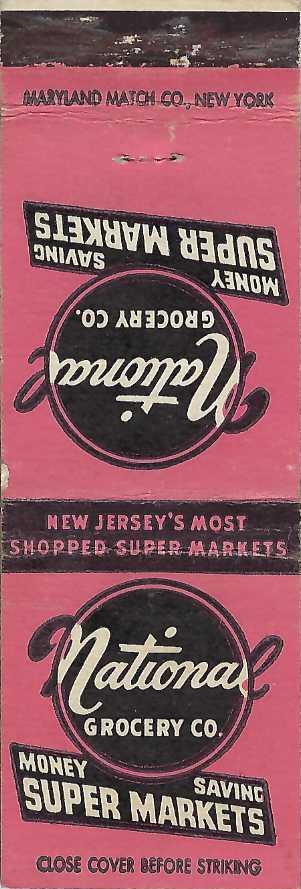 MARYLAND MATCH CO., NEW YORK
MONEY SAVING
SUPER MARKETS
National
GROCERY CO.
NEW JERSEY'S MOST
SHOPPED SUPER MARKETS
National
GROCERY CO.
MONEY SAVING
SUPER MARKETS
CLOSE COVER BEFORE STRIKING